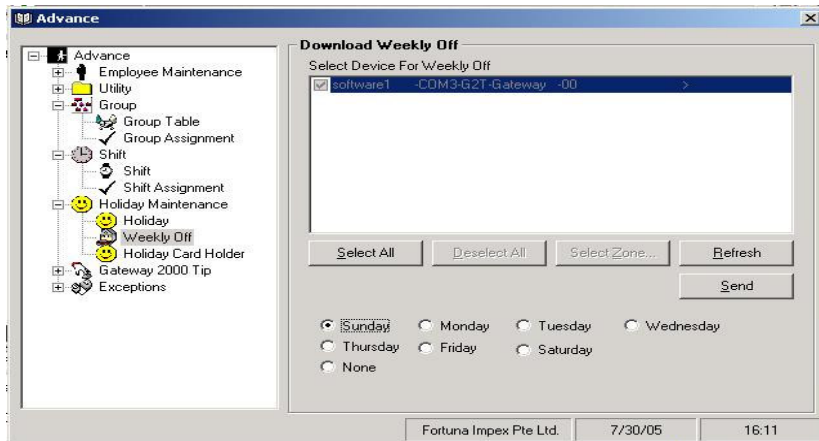 Advance
Advance
Employee Maintenance
Utility
Group
Group Table
Group Assignment
Shift
Shift
Shift Assignment
Holiday Maintenance
Holiday
Weekly Off
Holiday Card Holder
Gateway 2000 Tip
Exceptions
Download Weekly Off
Select Device For Weekly Off
software1 -COM3-G2T-Gateway -00 >
Select All Deselect All Select Zone... Refresh
Send
Sunday Monday Tuesday Wednesday
Thursday Friday Saturday
None
Fortuna Impex Pte Ltd. 7/30/05 16:11